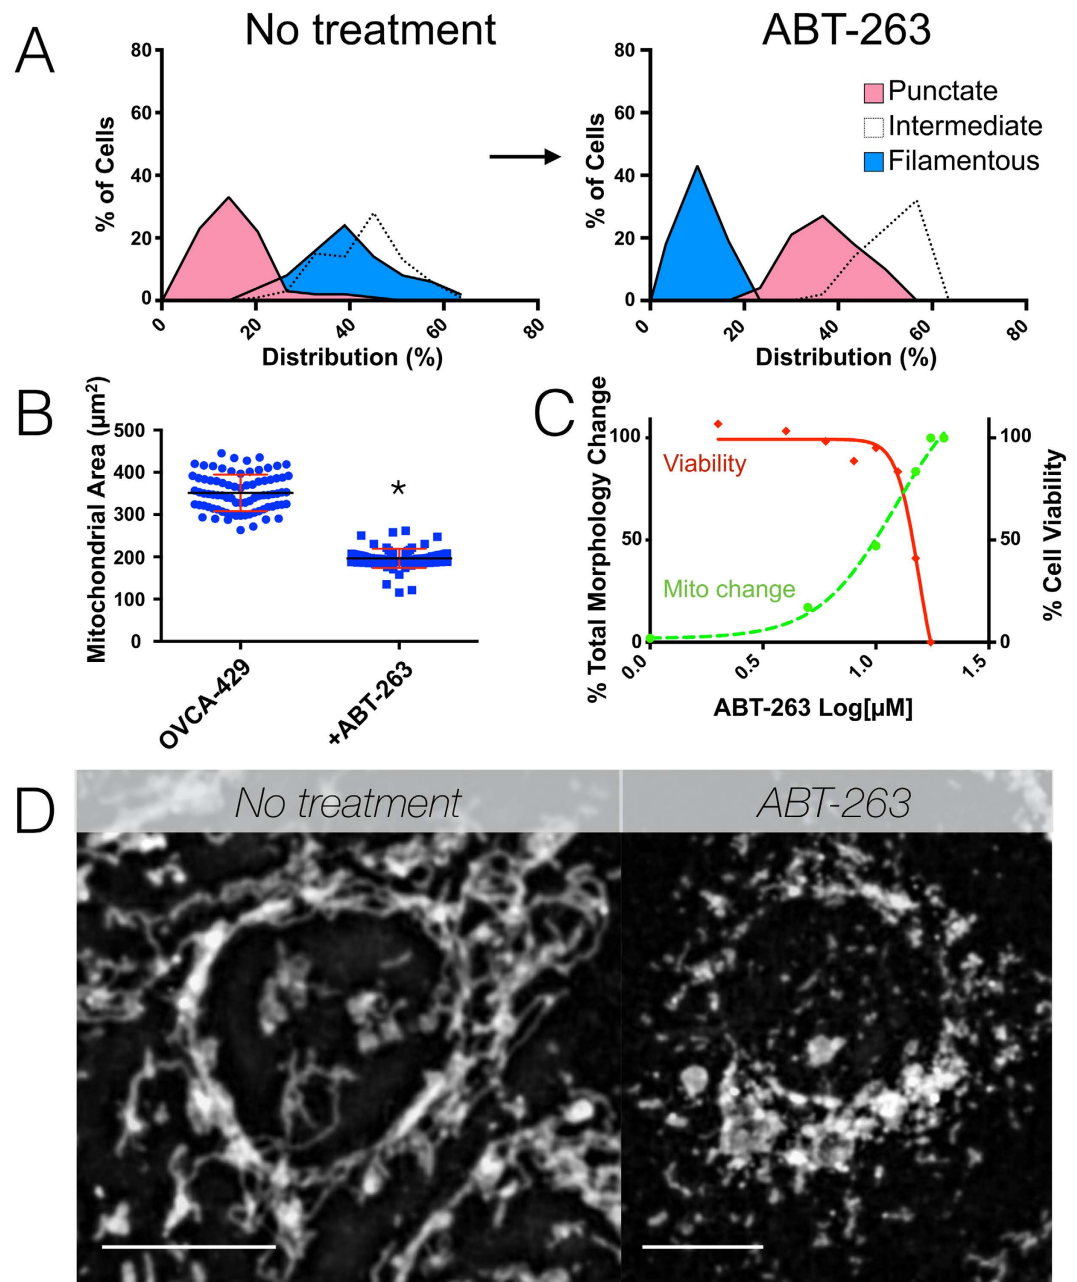 A
No treatment
80
60
40
20
0
% of Cells
0
20
40
60
80
Distribution (%)
ABT-263
80
60
40
20
0
% of Cells
0
20
40
60
80
Distribution (%)
Punctate
Intermediate
Filamentous
B
Mitochondrial Area (µm²)
500
400
300
200
100
0
*
OVCA-429
+ABT-263
C
% Total Morphology Change
100
50
0
Viability
Mito change
100
50
0
% Cell Viability
0.0
0.5
1.0
1.5
ABT-263 Log[µM]
D
No treatment
ABT-263